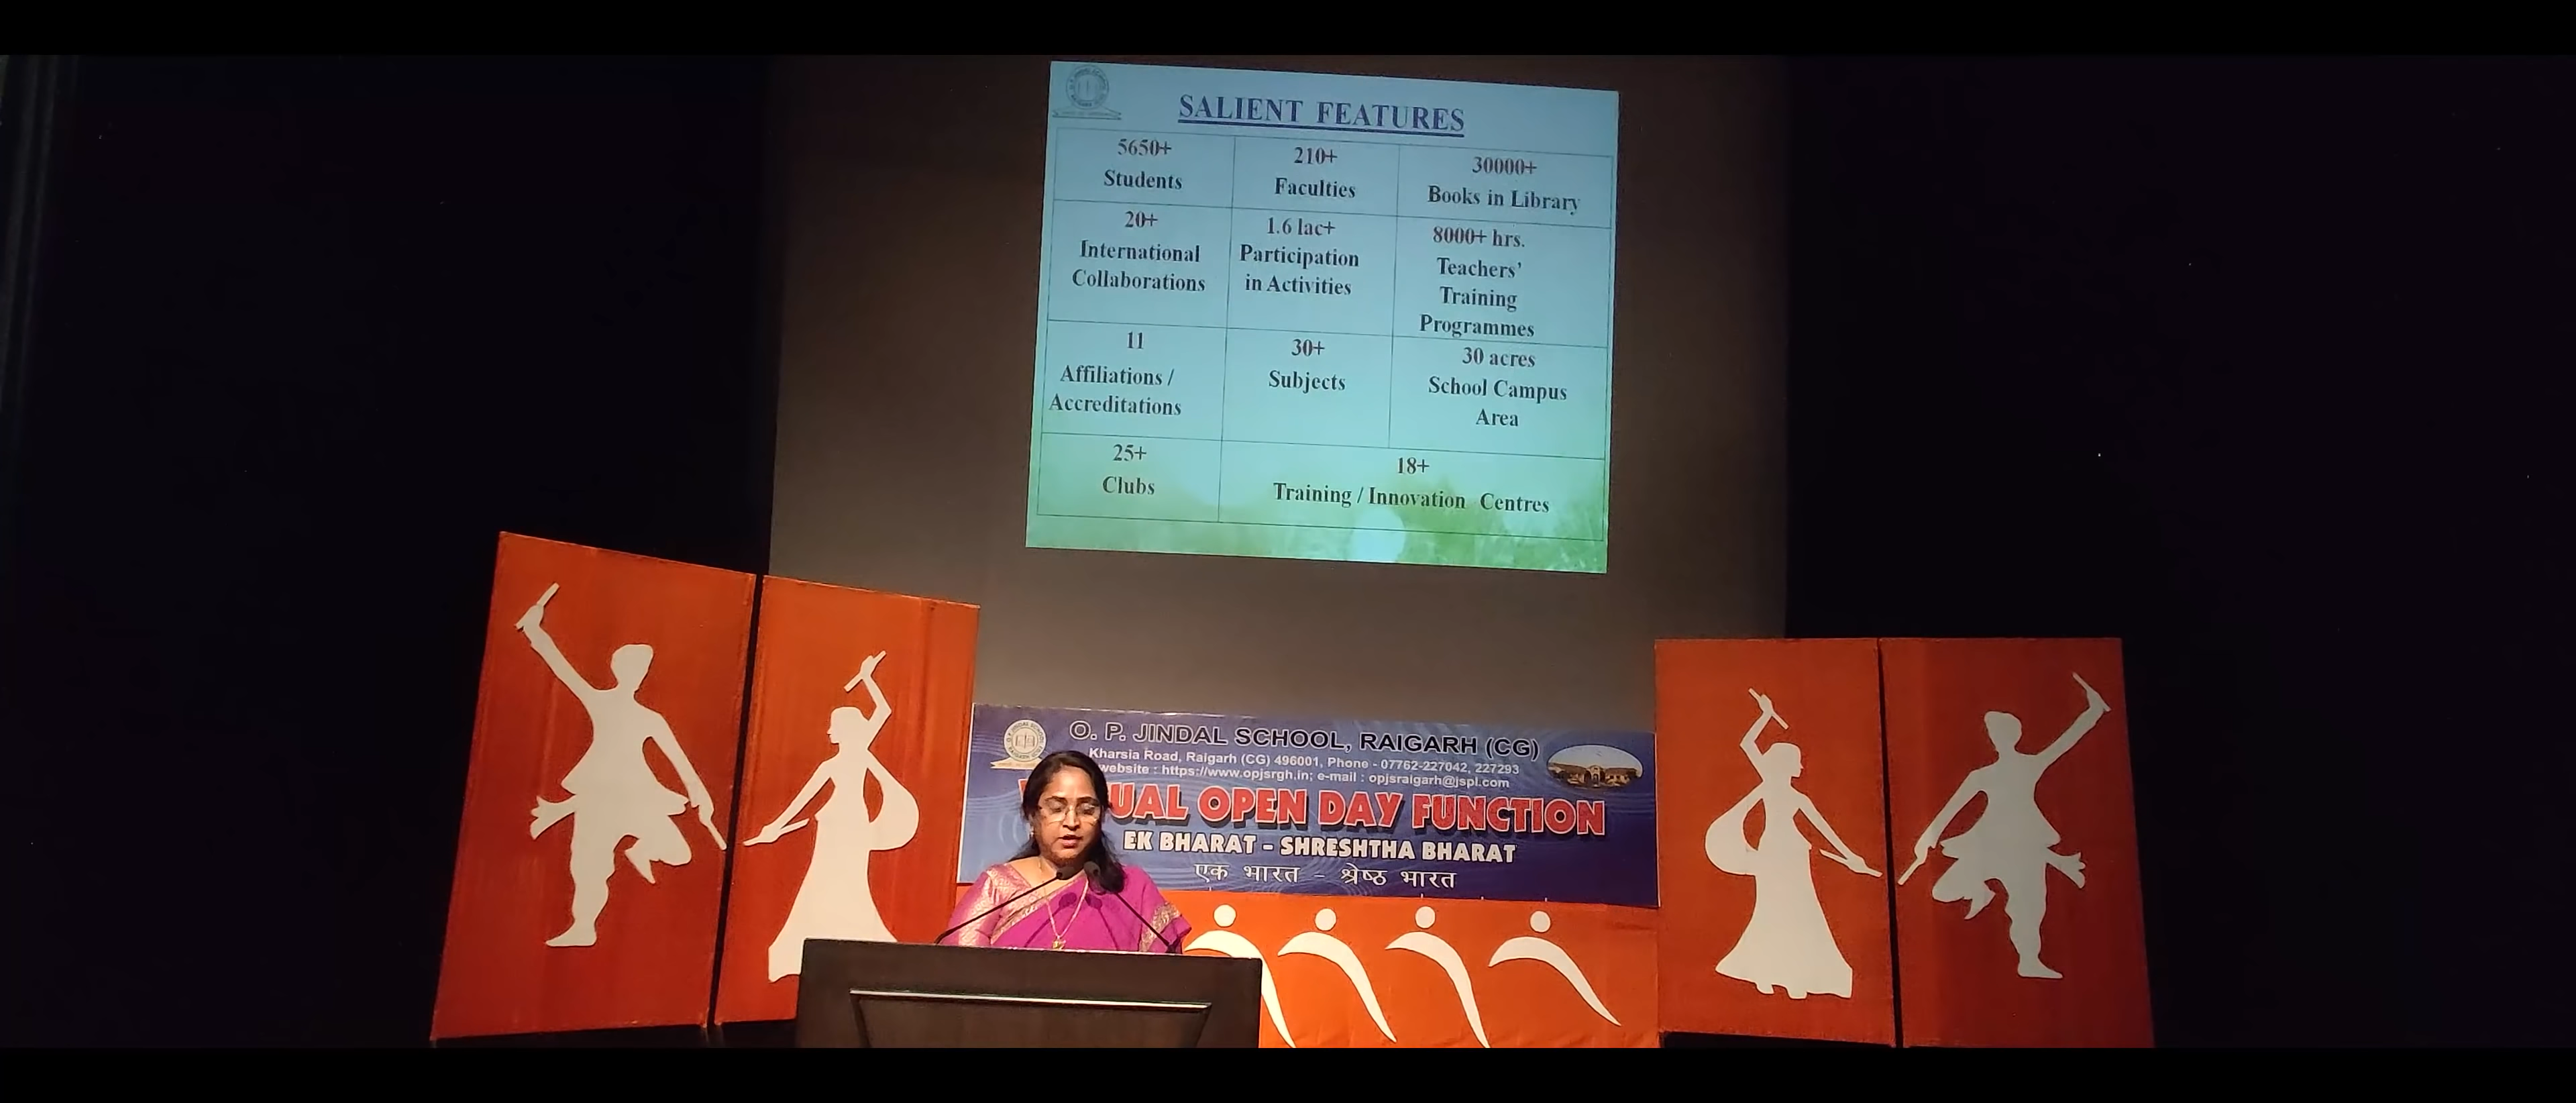 SALIENT FEATURES
5650+
Students
210+
Faculties
30000+
Books in Library
20+
International
Collaborations
1.6 lac+
Participation
in Activities
8000+ hrs.
Teachers'
Training
Programmes
11
Affiliations /
Accreditations
30+
Subjects
30 acres
School Campus
Area
25+
Clubs
18+
Training / Innovation Centres
O. P. JINDAL SCHOOL, RAIGARH (CG)
Kharsia Road, Raigarh (CG) 496001, Phone - 07762-227042, 227293
website : https://www.opjsrgh.in; e-mail : opjsraigarh@jspl.com
UAL OPEN DAY FUNCTION
EK BHARAT - SHRESHTHA BHARAT
एक भारत - श्रेष्ठ भारत